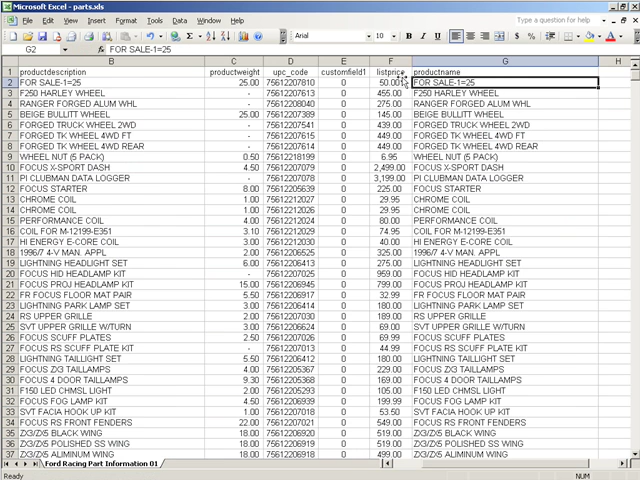 Microsoft Excel - parts.xls
File Edit View Insert Format Tools Data Window Help Type a question for help
Arial 10 B I U
G2 fx FOR SALE-1=25
B C D E F G H
1 productdescription productweight upc_code customfield1 listprice productname
2 FOR SALE-1=25 25.00 75612207810 0 50.00 FOR SALE-1=25
3 F250 HARLEY WHEEL - 75612207613 0 455.00 F250 HARLEY WHEEL
4 RANGER FORGED ALUM WHL - 75612208040 0 275.00 RANGER FORGED ALUM WHL
5 BEIGE BULLITT WHEEL 25.00 75612207389 0 145.00 BEIGE BULLITT WHEEL
6 FORGED TRUCK WHEEL 2WD - 75612207541 0 439.00 FORGED TRUCK WHEEL 2WD
7 FORGED TK WHEEL 4WD FT - 75612207615 0 449.00 FORGED TK WHEEL 4WD FT
8 FORGED TK WHEEL 4WD REAR - 75612207614 0 449.00 FORGED TK WHEEL 4WD REAR
9 WHEEL NUT (5 PACK) 0.50 75612218199 0 6.95 WHEEL NUT (5 PACK)
10 FOCUS X-SPORT DASH 4.50 75612207079 0 2,499.00 FOCUS X-SPORT DASH
11 PI CLUBMAN DATA LOGGER - 75612207078 0 3,199.00 PI CLUBMAN DATA LOGGER
12 FOCUS STARTER 8.00 75612205639 0 225.00 FOCUS STARTER
13 CHROME COIL 1.00 75612212027 0 29.95 CHROME COIL
14 CHROME COIL 1.00 75612212026 0 29.95 CHROME COIL
15 PERFORMANCE COIL 4.00 75612212024 0 80.00 PERFORMANCE COIL
16 COIL FOR M-12199-E351 3.10 75612212029 0 74.95 COIL FOR M-12199-E351
17 HI ENERGY E-CORE COIL 3.00 75612212030 0 40.00 HI ENERGY E-CORE COIL
18 1996/7 4-V MAN. APPL 2.00 75612206525 0 325.00 1996/7 4-V MAN. APPL
19 LIGHTNING HEADLIGHT SET 6.00 75612206413 0 275.00 LIGHTNING HEADLIGHT SET
20 FOCUS HID HEADLAMP KIT - 75612207025 0 959.00 FOCUS HID HEADLAMP KIT
21 FOCUS PROJ HEADLAMP KIT 15.00 75612206945 0 799.00 FOCUS PROJ HEADLAMP KIT
22 FR FOCUS FLOOR MAT PAIR 5.50 75612206917 0 32.99 FR FOCUS FLOOR MAT PAIR
23 LIGHTNING PARK LAMP SET 3.00 75612206414 0 180.00 LIGHTNING PARK LAMP SET
24 RS UPPER GRILLE 2.00 75612207030 0 189.00 RS UPPER GRILLE
25 SVT UPPER GRILLE W/TURN 3.00 75612206624 0 69.00 SVT UPPER GRILLE W/TURN
26 FOCUS SCUFF PLATES 2.50 75612207026 0 69.99 FOCUS SCUFF PLATES
27 FOCUS RS SCUFF PLATE KIT - 75612207013 0 44.99 FOCUS RS SCUFF PLATE KIT
28 LIGHTNING TAILLIGHT SET 5.50 75612206412 0 180.00 LIGHTNING TAILLIGHT SET
29 FOCUS ZX3 TAILLAMPS 4.00 75612205367 0 229.00 FOCUS ZX3 TAILLAMPS
30 FOCUS 4 DOOR TAILLAMPS 9.30 75612205368 0 169.00 FOCUS 4 DOOR TAILLAMPS
31 F150 LED CHMSL LIGHT 2.00 75612205293 0 105.00 F150 LED CHMSL LIGHT
32 FOCUS FOG LAMP KIT 4.50 75612206939 0 199.99 FOCUS FOG LAMP KIT
33 SVT FACIA HOOK UP KIT 1.00 75612207018 0 53.50 SVT FACIA HOOK UP KIT
34 FOCUS RS FRONT FENDERS 22.00 75612207021 0 549.00 FOCUS RS FRONT FENDERS
35 ZX3/ZX5 BLACK WING 18.00 75612206920 0 519.00 ZX3/ZX5 BLACK WING
36 ZX3/ZX5 POLISHED SS WING 18.00 75612206919 0 519.00 ZX3/ZX5 POLISHED SS WING
37 ZX3/ZX5 ALIMINUM WING 18.00 75612206918 0 499.00 ZX3/ZX5 ALIMINUM WING
Ford Racing Part Information 01
Ready NUM